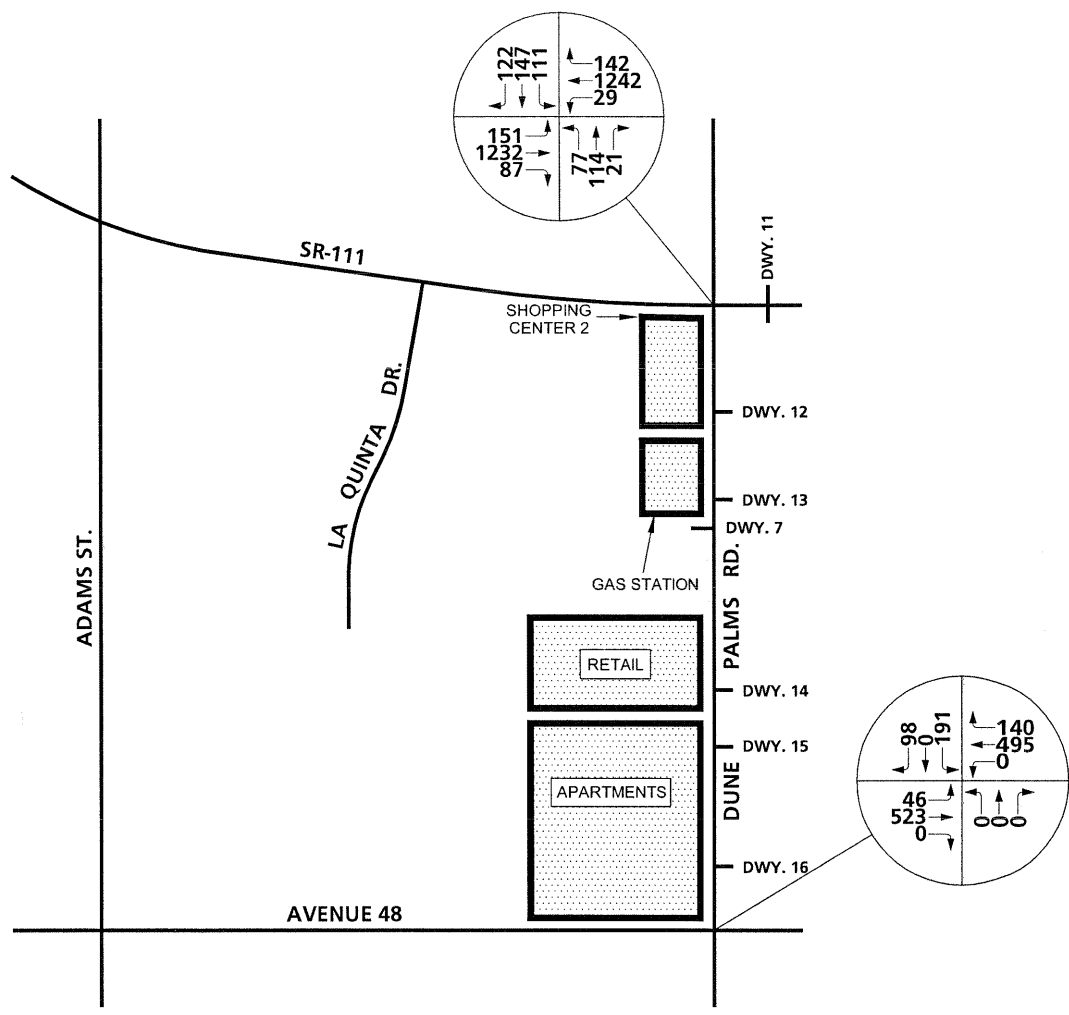 122
147
111
142
1242
29
151
1232
87
77
114
21
SR-111
DWY. 11
SHOPPING
CENTER 2
LA QUINTA DR.
DWY. 12
DWY. 13
DWY. 7
GAS STATION
ADAMS ST.
DUNE PALMS RD.
RETAIL
DWY. 14
DWY. 15
APARTMENTS
DWY. 16
98
0
191
140
495
0
46
523
0
0
0
0
AVENUE 48